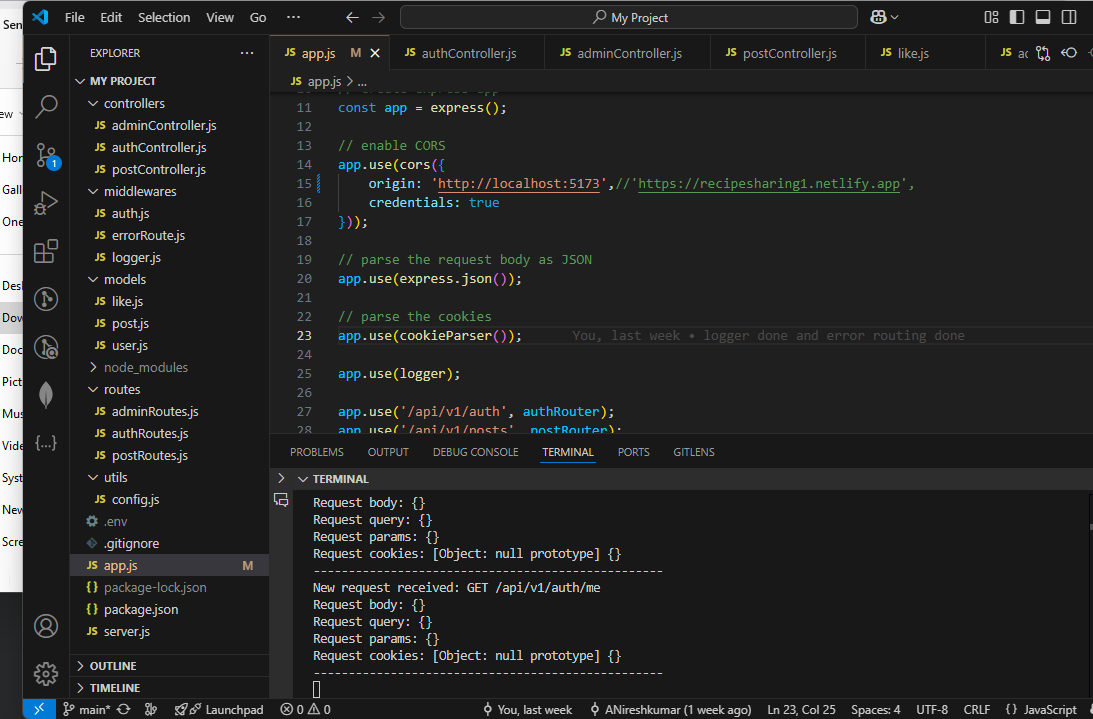 Sen
File Edit Selection View Go ··· My Project
EXPLORER ···
JS app.js M JS authController.js JS adminController.js JS postController.js JS like.js JS
JS app.js > ...
MY PROJECT
controllers
JS adminController.js
JS authController.js
JS postController.js
middlewares
JS auth.js
JS errorRoute.js
JS logger.js
models
JS like.js
JS post.js
JS user.js
node_modules
routes
JS adminRoutes.js
JS authRoutes.js
JS postRoutes.js
utils
JS config.js
.env
.gitignore
JS app.js M
{} package-lock.json
{} package.json
JS server.js
OUTLINE
TIMELINE
1
ew
Hor
Gall
One
Desl
Dow
Doc
Pict
Mus
Vide
Syst
New
Scre
11 const app = express();
12
13 // enable CORS
14 app.use(cors({
15 origin: 'http://localhost:5173',//'https://recipesharing1.netlify.app',
16 credentials: true
17 }));
18
19 // parse the request body as JSON
20 app.use(express.json());
21
22 // parse the cookies
23 app.use(cookieParser()); You, last week • logger done and error routing done
24
25 app.use(logger);
26
27 app.use('/api/v1/auth', authRouter);
28 app.use('/api/v1/posts', postRouter);
PROBLEMS OUTPUT DEBUG CONSOLE TERMINAL PORTS GITLENS
TERMINAL
Request body: {}
Request query: {}
Request params: {}
Request cookies: [Object: null prototype] {}
--------------------------------------------------
New request received: GET /api/v1/auth/me
Request body: {}
Request query: {}
Request params: {}
Request cookies: [Object: null prototype] {}
--------------------------------------------------
main* Launchpad 0 0 You, last week ANireshkumar (1 week ago) Ln 23, Col 25 Spaces: 4 UTF-8 CRLF {} JavaScript